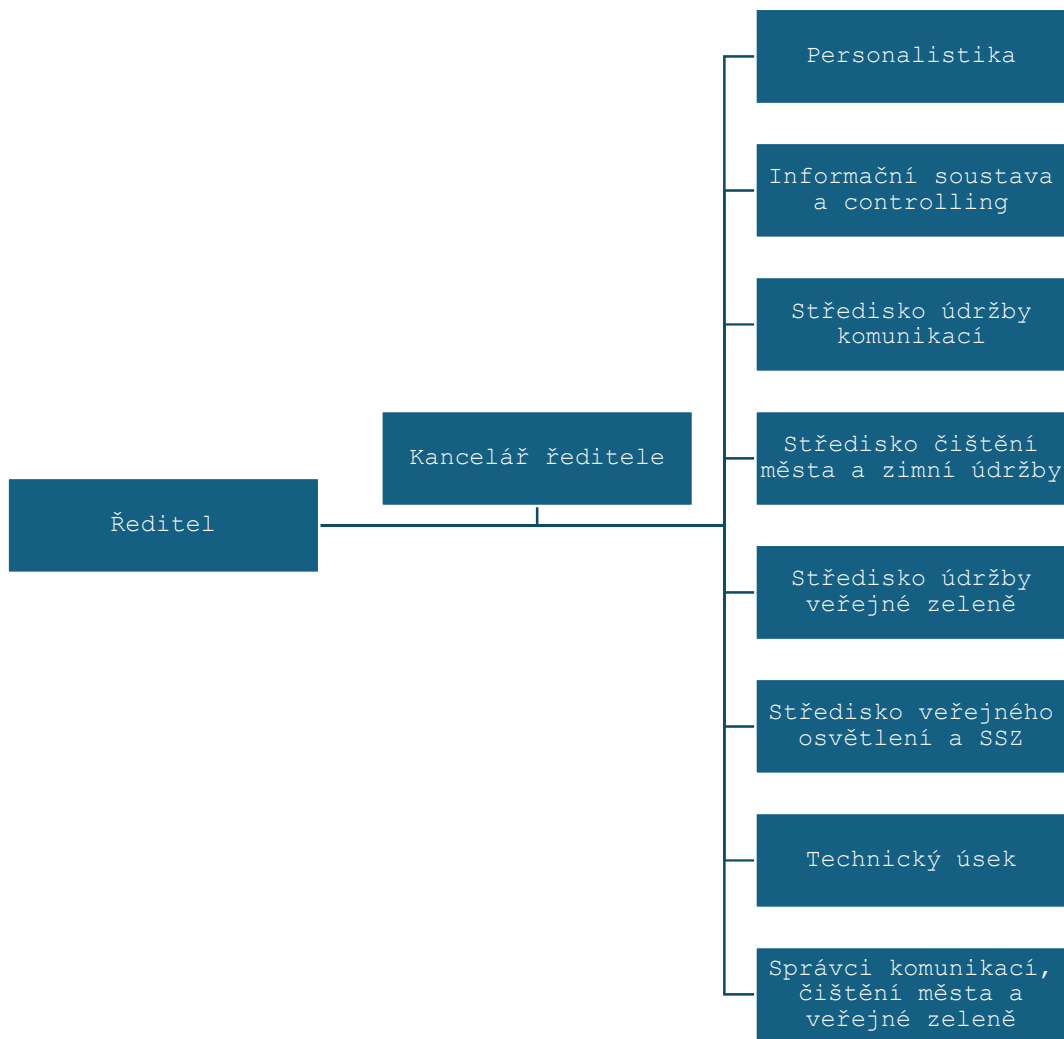 Personalistika
Informační soustava
a controlling
Středisko údržby
komunikací
Kancelář ředitele
Středisko čištění
města a zimní údržby
Ředitel
Středisko údržby
veřejné zeleně
Středisko veřejného
osvětlení a SSZ
Technický úsek
Správci komunikací,
čištění města a
veřejné zeleně